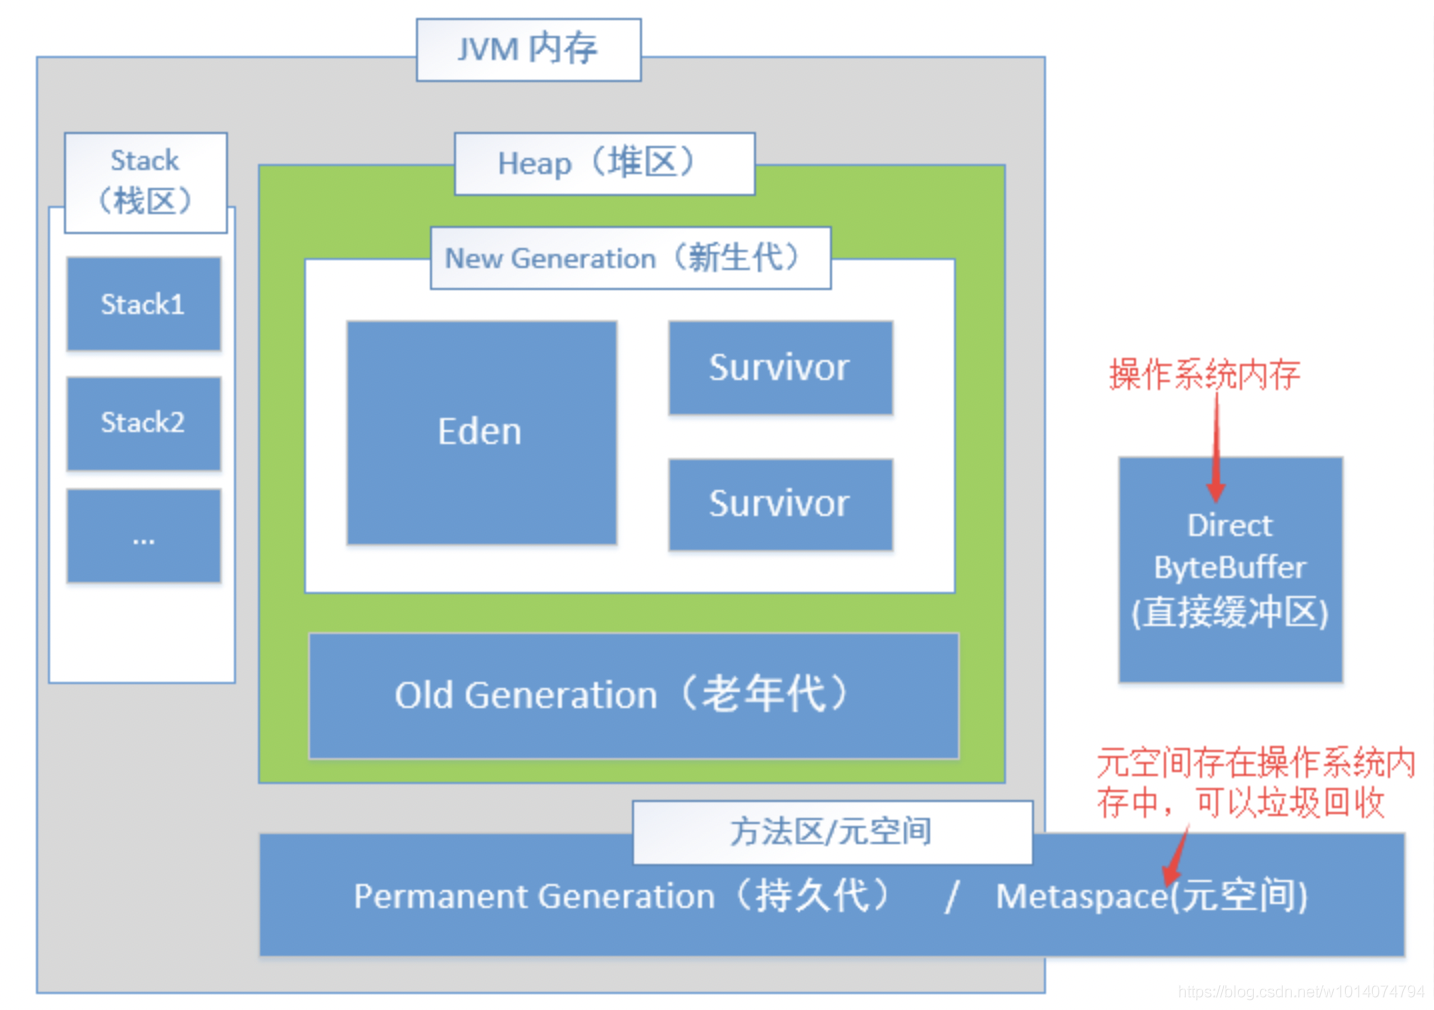 JVM 内存
Stack
（栈区）
Stack1
Stack2
...
Heap（堆区）
New Generation（新生代）
Eden
Survivor
Survivor
Old Generation（老年代）
操作系统内存
Direct
ByteBuffer
(直接缓冲区)
元空间存在操作系统内
存中，可以垃圾回收
方法区/元空间
Permanent Generation（持久代） / Metaspace(元空间)
https://blog.csdn.net/w1014074794